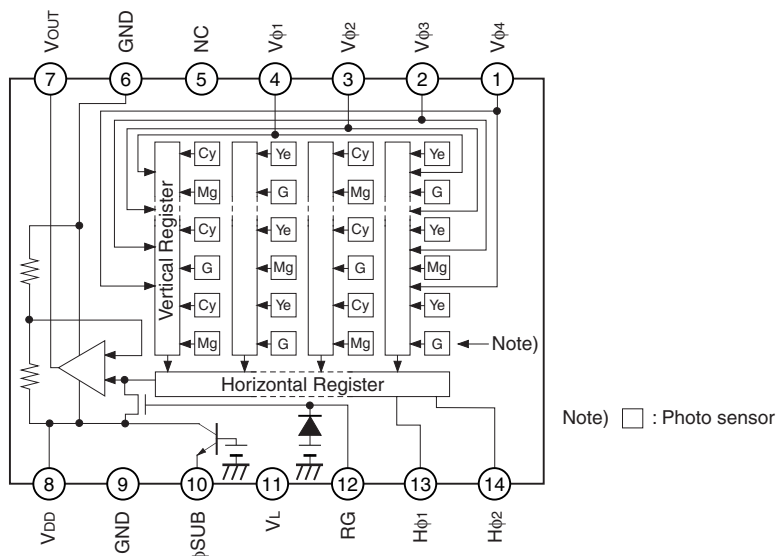 VOUT GND NC Vϕ1 Vϕ2 Vϕ3 Vϕ4
7 6 5 4 3 2 1
Cy Ye Cy Ye
Mg G Mg G
Cy Ye Cy Ye
G Mg G Mg
Cy Ye Cy Ye
Mg G Mg G
Vertical Register
Note)
Horizontal Register
Note) : Photo sensor
8 9 10 11 12 13 14
VDD GND ϕSUB VL RG Hϕ1 Hϕ2